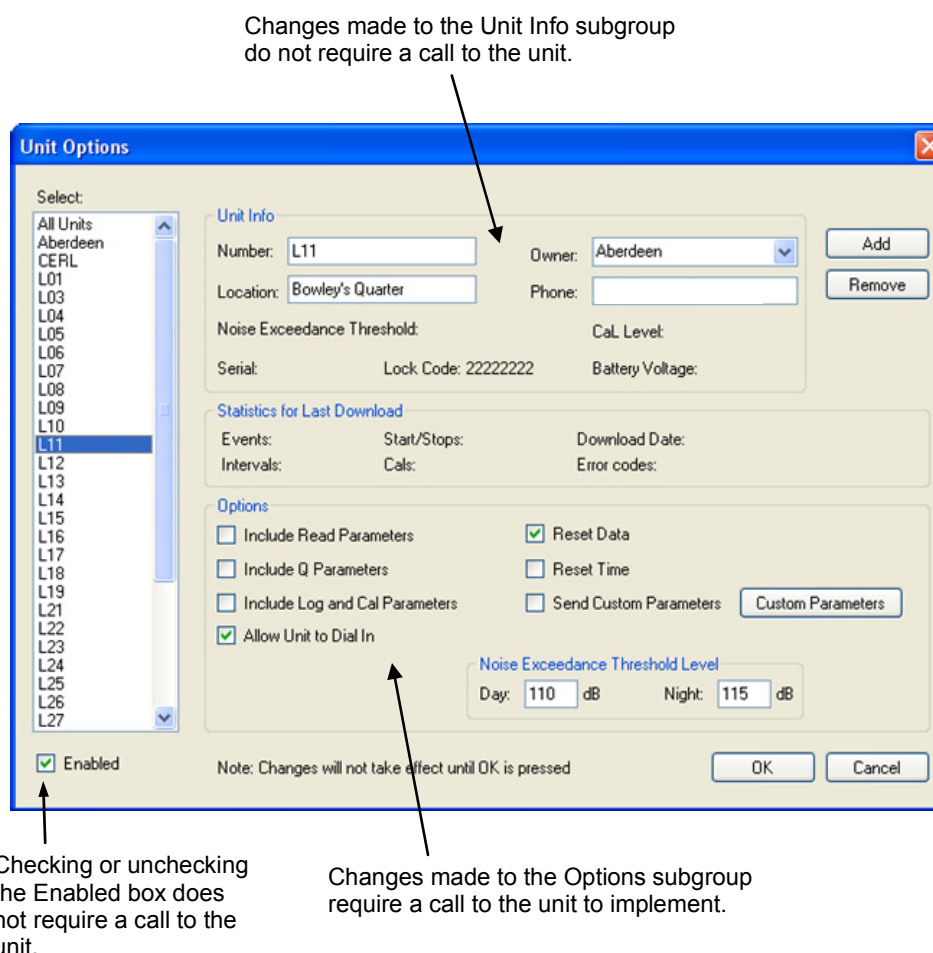 Changes made to the Unit Info subgroup
do not require a call to the unit.
Unit Options
Select:
All Units
Aberdeen
CERL
L01
L03
L04
L05
L06
L07
L08
L09
L10
L11
L12
L13
L14
L15
L16
L17
L18
L19
L21
L22
L23
L24
L25
L26
L27
Enabled
Unit Info
Number: L11
Owner: Aberdeen
Location: Bowley's Quarter
Phone:
Noise Exceedance Threshold:
CaL Level:
Serial:
Lock Code: 22222222
Battery Voltage:
Add
Remove
Statistics for Last Download
Events:
Start/Stops:
Download Date:
Intervals:
Cals:
Error codes:
Options
Include Read Parameters
Reset Data
Include Q Parameters
Reset Time
Include Log and Cal Parameters
Send Custom Parameters
Custom Parameters
Allow Unit to Dial In
Noise Exceedance Threshold Level
Day: 110 dB
Night: 115 dB
Note: Changes will not take effect until OK is pressed
OK
Cancel
Checking or unchecking
the Enabled box does
not require a call to the
unit.
Changes made to the Options subgroup
require a call to the unit to implement.